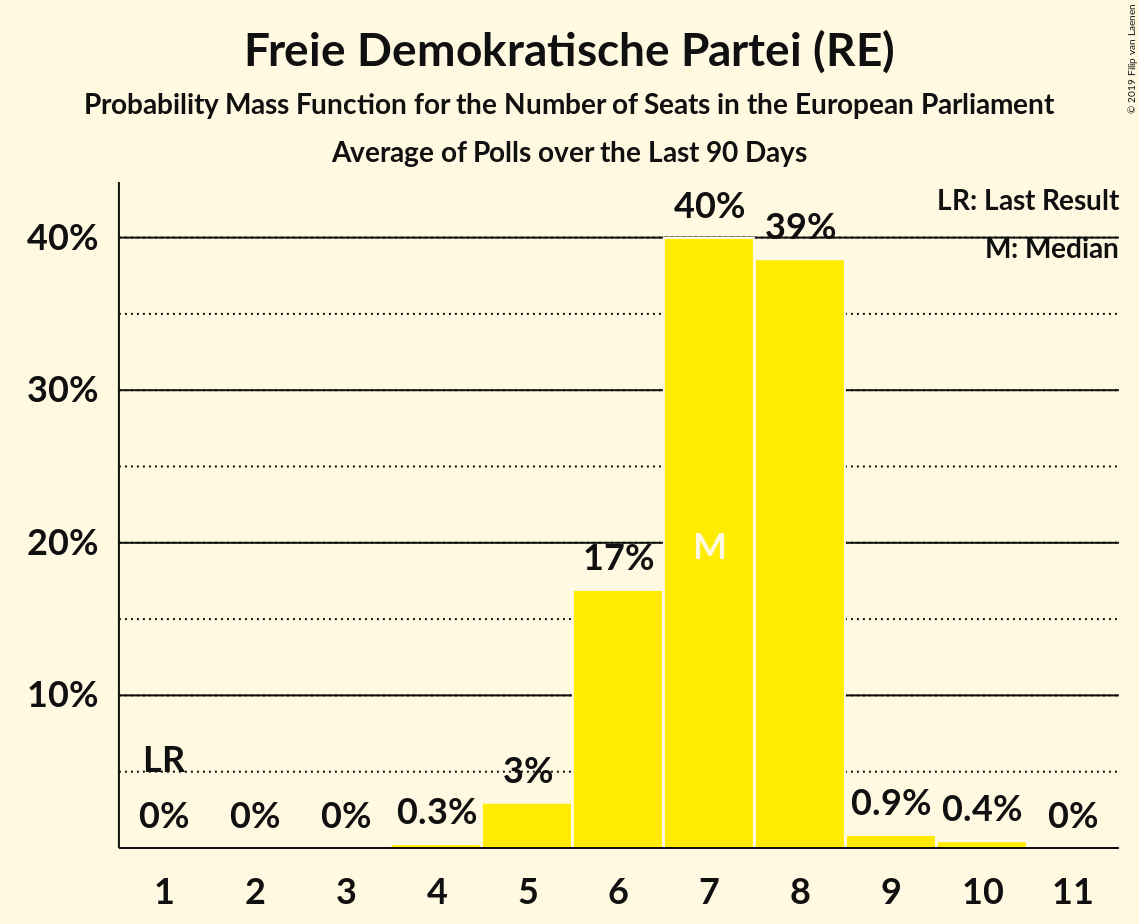 Freie Demokratische Partei (RE)
Probability Mass Function for the Number of Seats in the European Parliament
Average of Polls over the Last 90 Days
© 2019 Filip van Laenen
LR: Last Result
M: Median
40%
30%
20%
10%
40%
39%
17%
M
LR
0%
0%
0%
0.3%
3%
0.9%
0.4%
0%
1 2 3 4 5 6 7 8 9 10 11